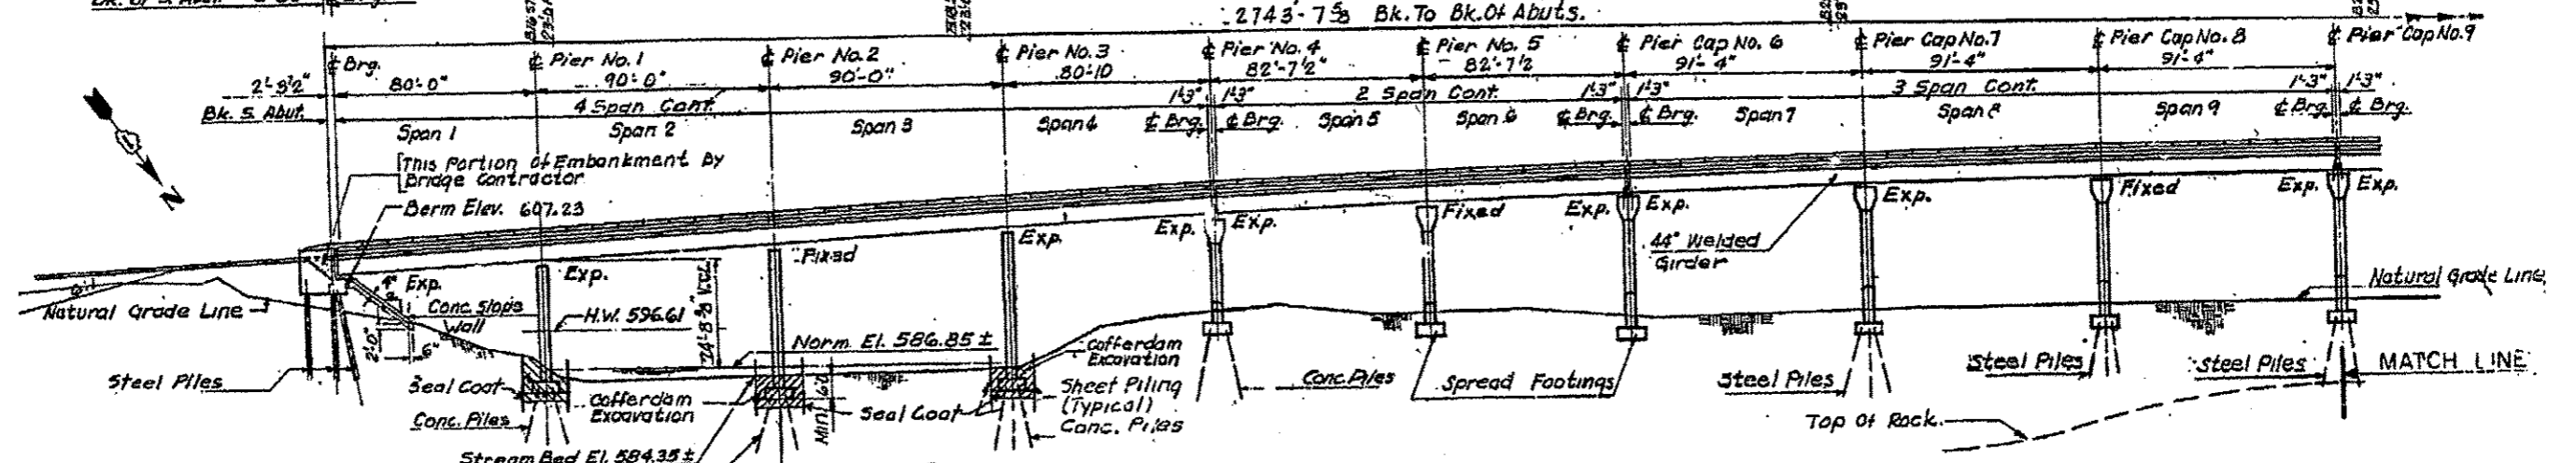 2743'-7 5/8 Bk. To Bk. Of Abuts.
₵ Brg.
₵ Pier No. 1
₵ Pier No. 2
₵ Pier No. 3
₵ Pier No. 4
₵ Pier No. 5
₵ Pier Cap No. 6
₵ Pier Cap No. 7
₵ Pier Cap No. 8
₵ Pier Cap No. 9
2'-8½"
80'-0"
90'-0"
90'-0"
80'-10
82'-7½"
82'-7½
91'-4"
91'-4"
91'-4"
Bk. S. Abut.
4 Span Cont.
1'-3" 1'-3"
2 Span Cont.
1'-3" 1'-3"
3 Span Cont.
1'-3" 1'-3"
Span 1
Span 2
Span 3
Span 4
₵ Brg. ₵ Brg.
Span 5
Span 6
₵ Brg. ₵ Brg.
Span 7
Span 8
Span 9
₵ Brg. ₵ Brg.
N
This Portion Of Embankment By
Bridge Contractor
Berm Elev. 607.23
Exp.
Exp.
Fixed
Exp.
Exp. Exp.
Fixed
Exp. Exp.
Exp.
Fixed
Exp. Exp.
44" Welded
Girder
Natural Grade Line
4"
Conc. Slope
Wall
2'-0"
6"
H.W. 596.61
Norm. El. 586.85 ±
Natural Grade Line
Steel Piles
Seal Coat
Conc. Piles
Cofferdam
Excavation
Min. 6'-0
Seal Coat
Cofferdam
Excavation
Sheet Piling
(Typical)
Conc. Piles
Conc. Piles
Spread Footings
Steel Piles
Steel Piles
Steel Piles
MATCH LINE
Top Of Rock
Stream Bed El. 584.35 ±